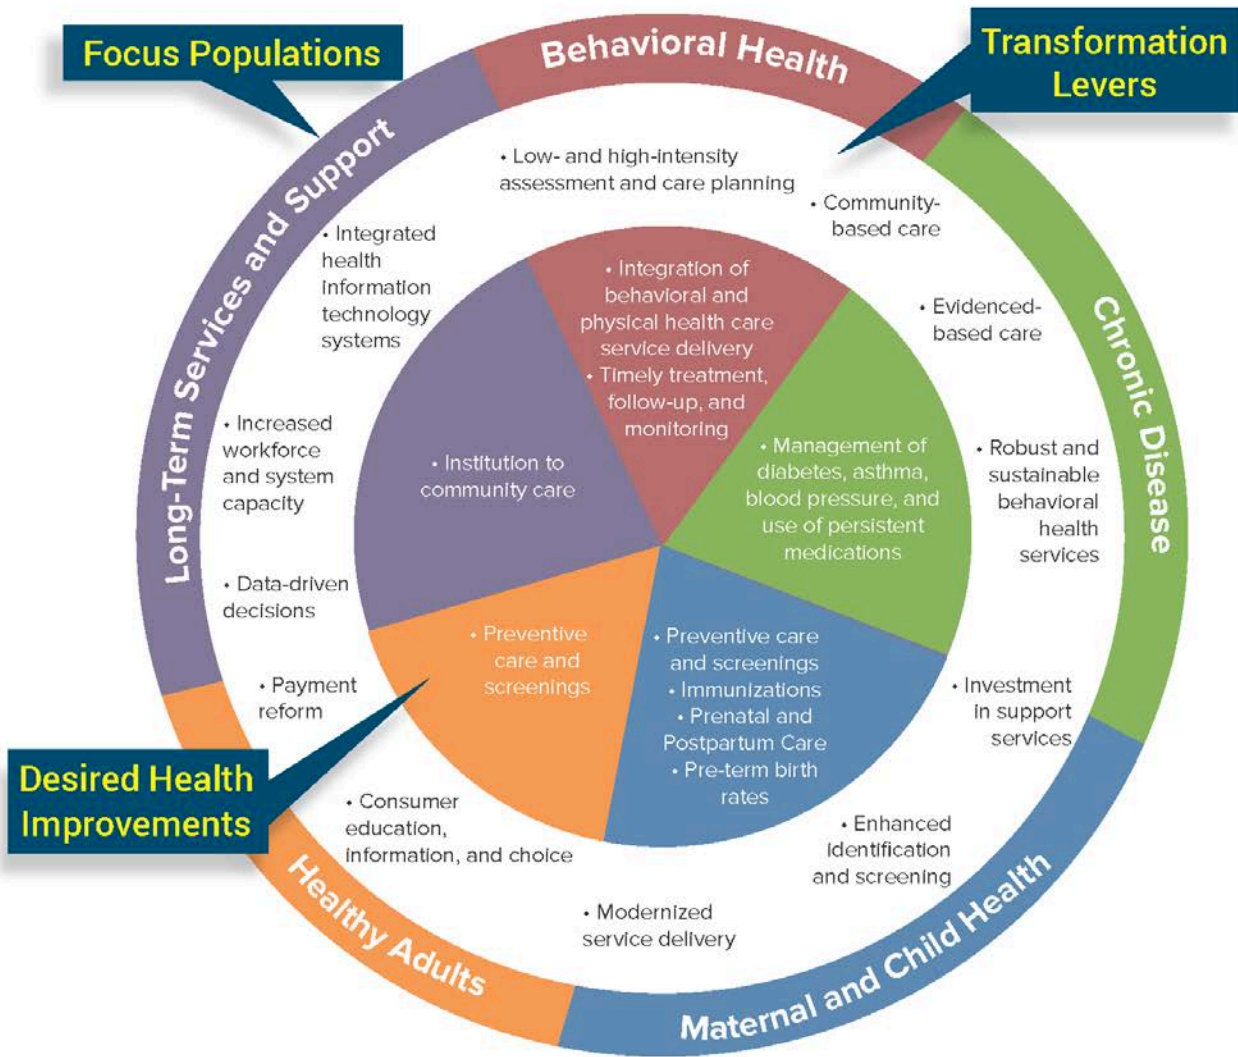 Focus Populations
Transformation
Levers
Desired Health
Improvements
Behavioral Health
Chronic Disease
Maternal and Child Health
Healthy Adults
Long-Term Services and Support
• Low- and high-intensity
assessment and care planning
• Community-
based care
• Evidenced-
based care
• Robust and
sustainable
behavioral
health
services
• Investment
in support
services
• Enhanced
identification
and screening
• Modernized
service delivery
• Consumer
education,
information, and choice
• Payment
reform
• Data-driven
decisions
• Increased
workforce
and system
capacity
• Integrated
health
information
technology
systems
• Integration of
behavioral and
physical health care
service delivery
• Timely treatment,
follow-up, and
monitoring
• Management of
diabetes, asthma,
blood pressure, and
use of persistent
medications
• Preventive care
and screenings
• Immunizations
• Prenatal and
Postpartum Care
• Pre-term birth
rates
• Preventive
care and
screenings
• Institution to
community care